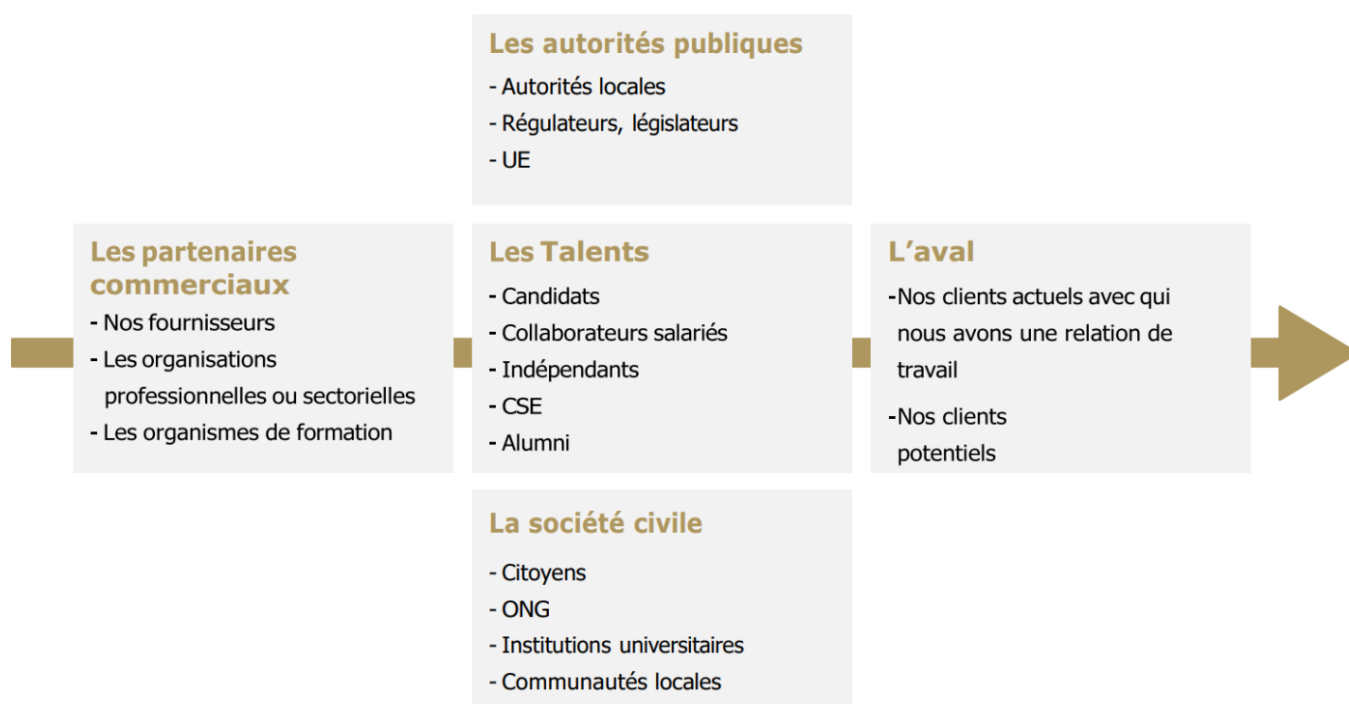 Les autorités publiques
- Autorités locales
- Régulateurs, législateurs
- UE
Les partenaires
commerciaux
- Nos fournisseurs
- Les organisations
professionnelles ou sectorielles
- Les organismes de formation
Les Talents
- Candidats
- Collaborateurs salariés
- Indépendants
- CSE
- Alumni
L’aval
-Nos clients actuels avec qui
nous avons une relation de
travail
-Nos clients
potentiels
La société civile
- Citoyens
- ONG
- Institutions universitaires
- Communautés locales